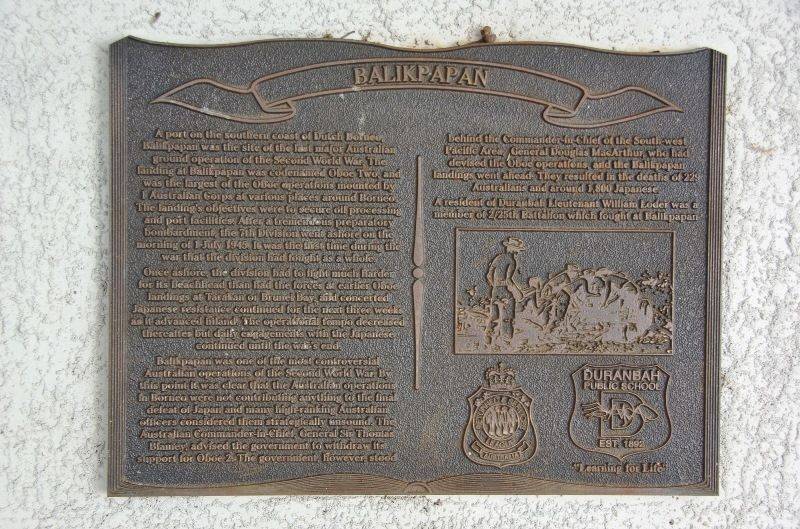 BALIKPAPAN
A port on the southern coast of Dutch Borneo,
Balikpapan was the site of the last major Australian
ground operation of the Second World War. The
landing at Balikpapan was codenamed Oboe Two, and
was the largest of the Oboe operations mounted by
1 Australian Corps at various places around Borneo.
The landing's objectives were to secure oil processing
and port facilities. After a tremendous preparatory
bombardment, the 7th Division went ashore on the
morning of 1 July 1945. It was the first time during the
war that the division had fought as a whole.
Once ashore, the division had to fight much harder
for its beachhead than had the forces at earlier Oboe
landings at Tarakan or Brunei Bay, and concerted
Japanese resistance continued for the next three weeks
as it advanced inland. The operational tempo decreased
thereafter but daily engagements with the Japanese
continued until the war's end.
Balikpapan was one of the most controversial
Australian operations of the Second World War. By
this point it was clear that the Australian operations
in Borneo were not contributing anything to the final
defeat of Japan and many high-ranking Australian
officers considered them strategically unsound. The
Australian Commander-in-Chief, General Sir Thomas
Blamey, advised the government to withdraw its
support for Oboe 2. The government, however, stood
behind the Commander-in-Chief of the South-west
Pacific Area, General Douglas MacArthur, who had
devised the Oboe operations, and the Balikpapan
landings went ahead. They resulted in the deaths of 229
Australians and around 1,800 Japanese.
A resident of Duranbah Lieutenant William Loder was a
member of 2/25th Battalion which fought at Balikpapan
LEAGUE
AUSTRALIA
DURANBAH
PUBLIC SCHOOL
D
EST 1892
"Learning for Life"